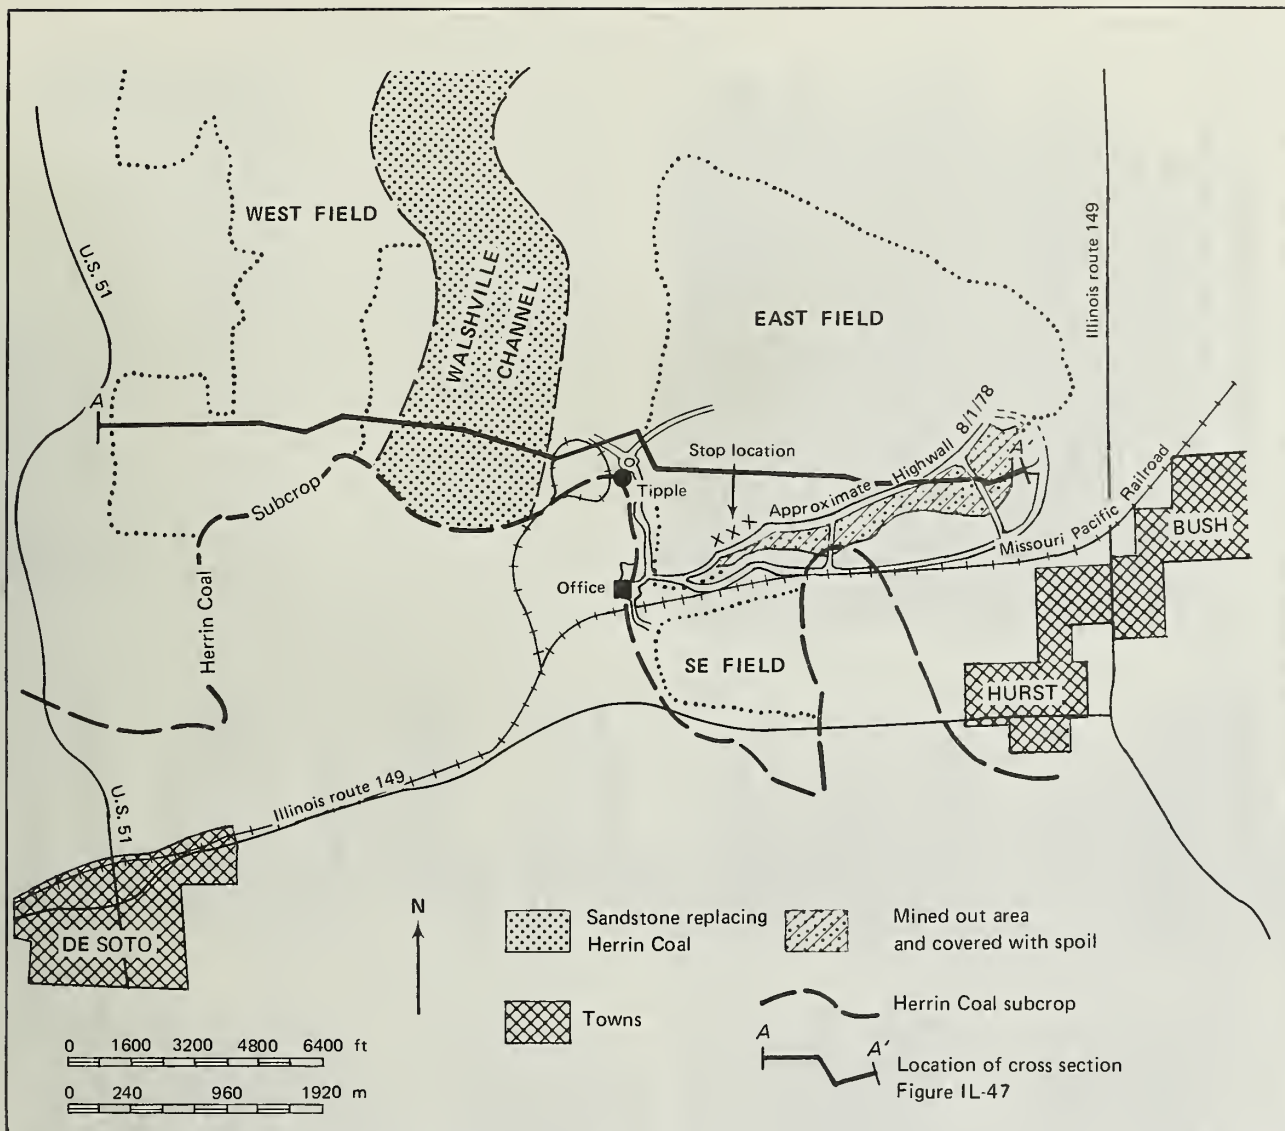 U.S. 51
WEST FIELD
WALSHVILLE
CHANNEL
EAST FIELD
Illinois route 149
A
Subcrop
Herrin Coal
Stop location
Tipple
Approximate Highwall 8/1/78
A'
Missouri Pacific Railroad
BUSH
Office
SE FIELD
HURST
Illinois route 149
U.S. 51
DE SOTO
N
Sandstone replacing
Herrin Coal
Mined out area
and covered with spoil
Towns
Herrin Coal subcrop
A
A'
Location of cross section
Figure IL-47
0 1600 3200 4800 6400 ft
0 240 960 1920 m